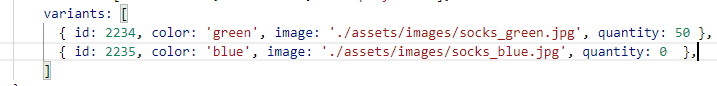 variants: [
{ id: 2234, color: 'green', image: './assets/images/socks_green.jpg', quantity: 50 },
{ id: 2235, color: 'blue', image: './assets/images/socks_blue.jpg', quantity: 0  },
]